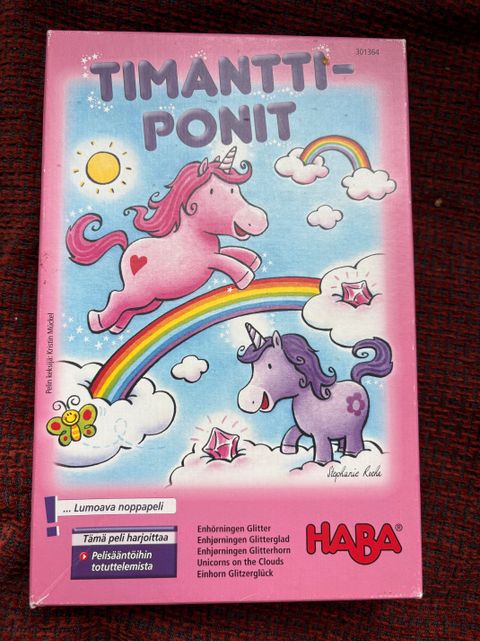 301364
TIMANTTI-
PONIT
Pelin keksijä: Kristin Mückel
Stephanie Roehe
! ... Lumoava noppapeli
Tämä peli harjoittaa
Pelisääntöihin
totuttelemista
Enhörningen Glitter
Enhjørningen Glitterglad
Enhjørningen Glitterhorn
Unicorns on the Clouds
Einhorn Glitzerglück
HABA®